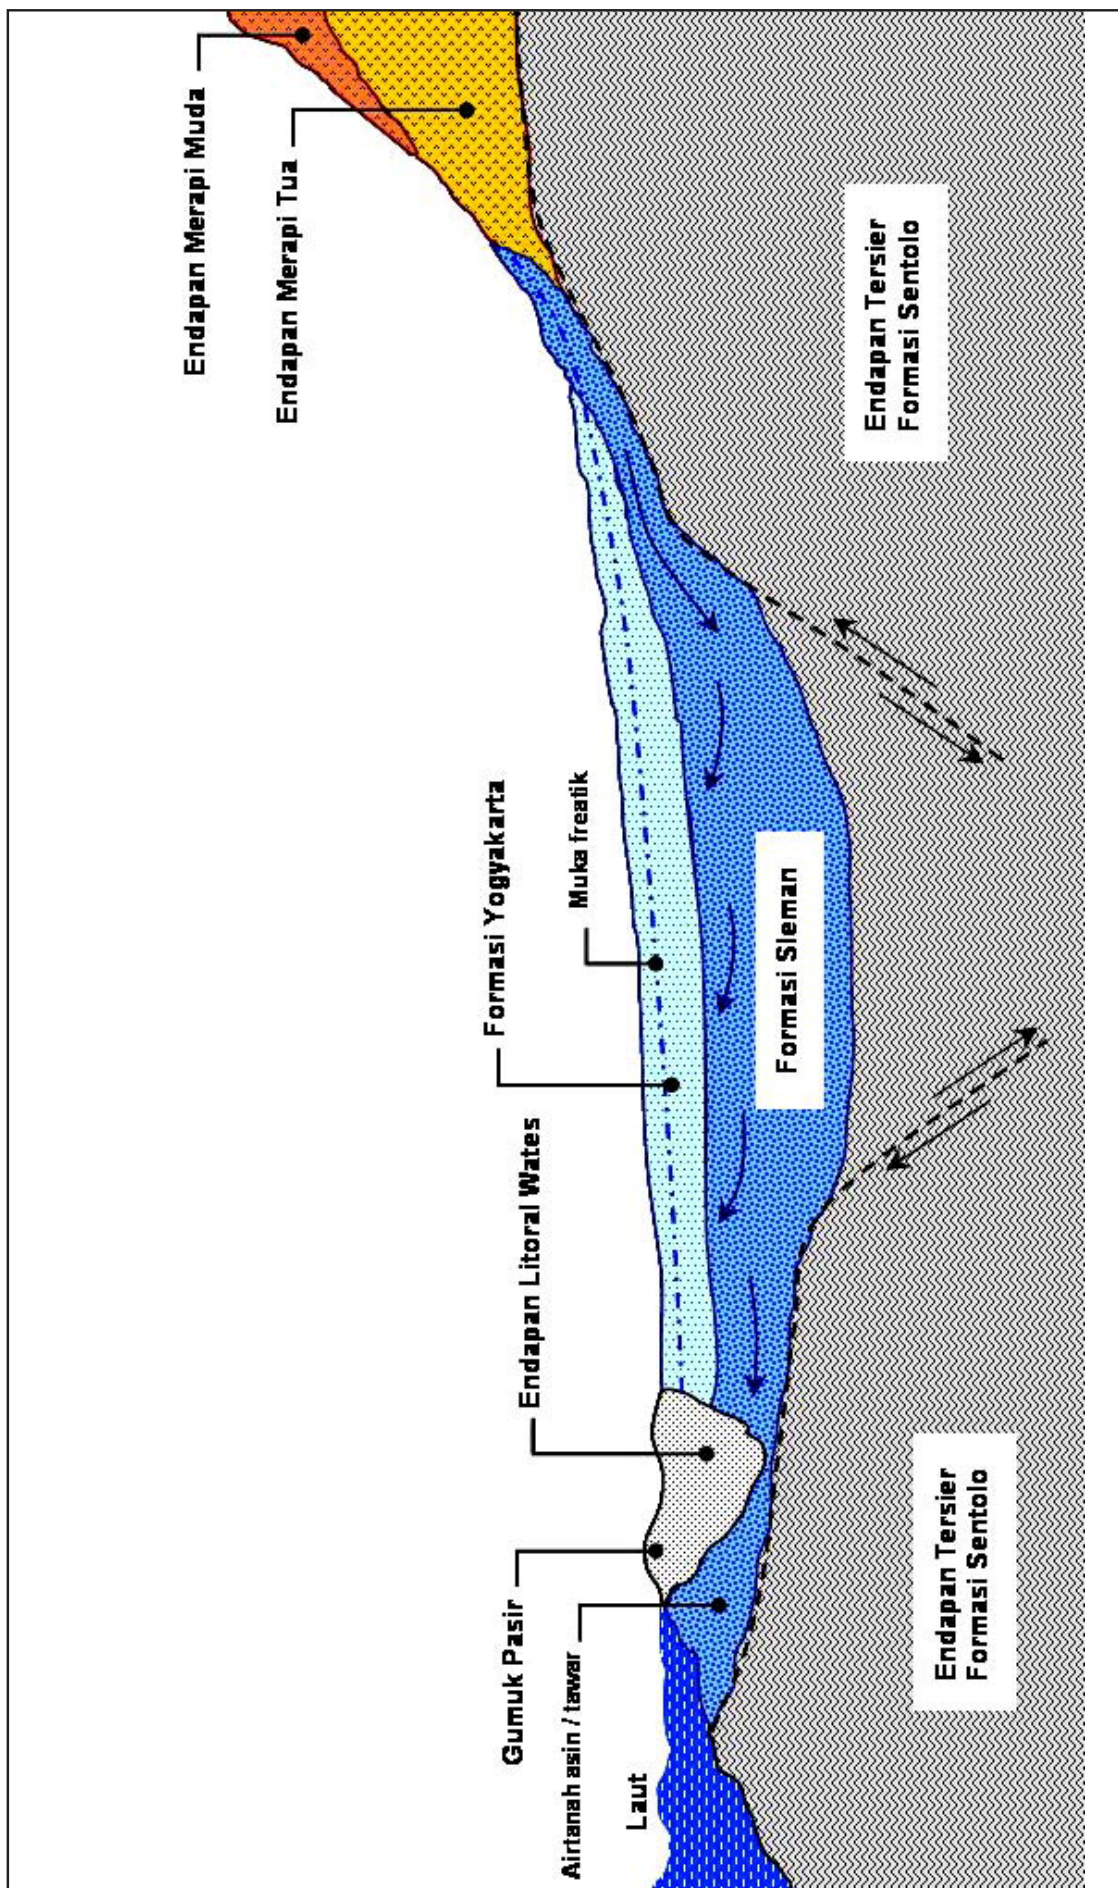 Endapan Merapi Muda
Endapan Merapi Tua
Formasi Yogyakarta
Muka freatik
Endapan Litoral Wates
Gumuk Pasir
Airtanah asin / tawar
Laut
Formasi Sleman
Endapan Tersier
Formasi Sentolo
Endapan Tersier
Formasi Sentolo